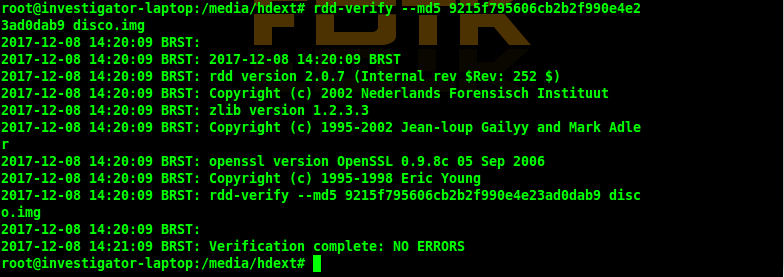 root@investigator-laptop:/media/hdext# rdd-verify --md5 9215f795606cb2b2f990e4e2
3ad0dab9 disco.img
2017-12-08 14:20:09 BRST:
2017-12-08 14:20:09 BRST: 2017-12-08 14:20:09 BRST
2017-12-08 14:20:09 BRST: rdd version 2.0.7 (Internal rev $Rev: 252 $)
2017-12-08 14:20:09 BRST: Copyright (c) 2002 Nederlands Forensisch Instituut
2017-12-08 14:20:09 BRST: zlib version 1.2.3.3
2017-12-08 14:20:09 BRST: Copyright (c) 1995-2002 Jean-loup Gailyy and Mark Adle
r
2017-12-08 14:20:09 BRST: openssl version OpenSSL 0.9.8c 05 Sep 2006
2017-12-08 14:20:09 BRST: Copyright (c) 1995-1998 Eric Young
2017-12-08 14:20:09 BRST: rdd-verify --md5 9215f795606cb2b2f990e4e23ad0dab9 disc
o.img
2017-12-08 14:20:09 BRST:
2017-12-08 14:21:09 BRST: Verification complete: NO ERRORS
root@investigator-laptop:/media/hdext#